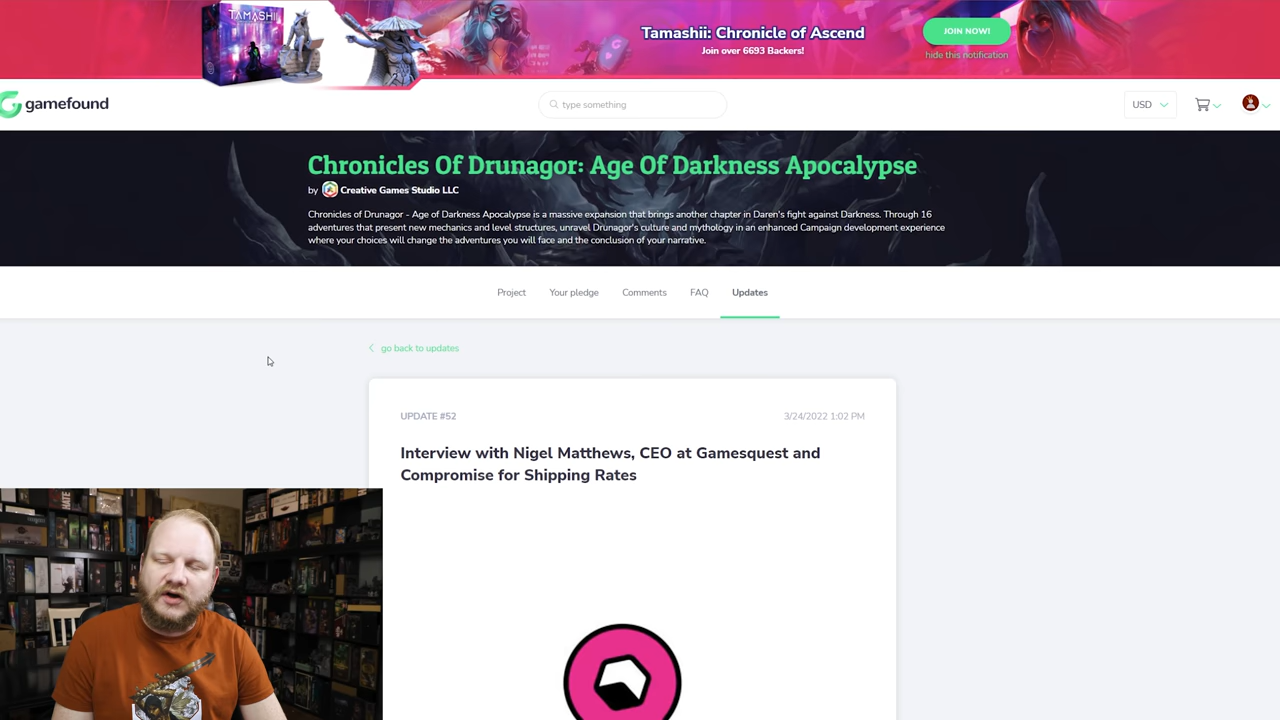 TAMASHII
Tamashii: Chronicle of Ascend
Join over 6693 Backers!
JOIN NOW!
hide this notification
gamefound
type something
USD
Chronicles Of Drunagor: Age Of Darkness Apocalypse
by Creative Games Studio LLC
Chronicles of Drunagor - Age of Darkness Apocalypse is a massive expansion that brings another chapter in Daren's fight against Darkness. Through 16
adventures that present new mechanics and level structures, unravel Drunagor's culture and mythology in an enhanced Campaign development experience
where your choices will change the adventures you will face and the conclusion of your narrative.
Project
Your pledge
Comments
FAQ
Updates
go back to updates
UPDATE #52
3/24/2022 1:02 PM
Interview with Nigel Matthews, CEO at Gamesquest and
Compromise for Shipping Rates